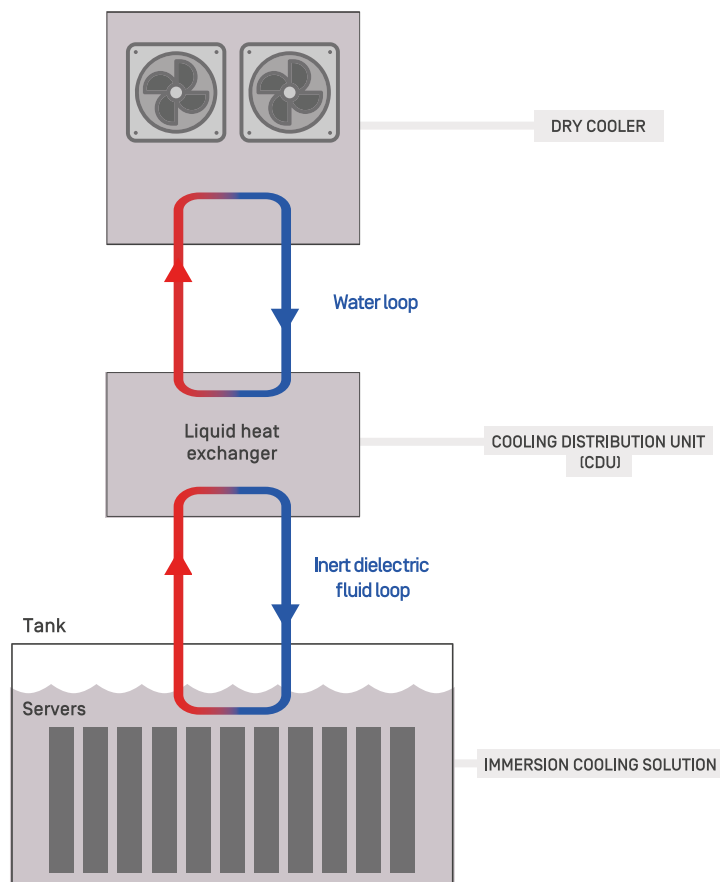 DRY COOLER
Water loop
Liquid heat
exchanger
COOLING DISTRIBUTION UNIT
(CDU)
Inert dielectric
fluid loop
Tank
Servers
IMMERSION COOLING SOLUTION